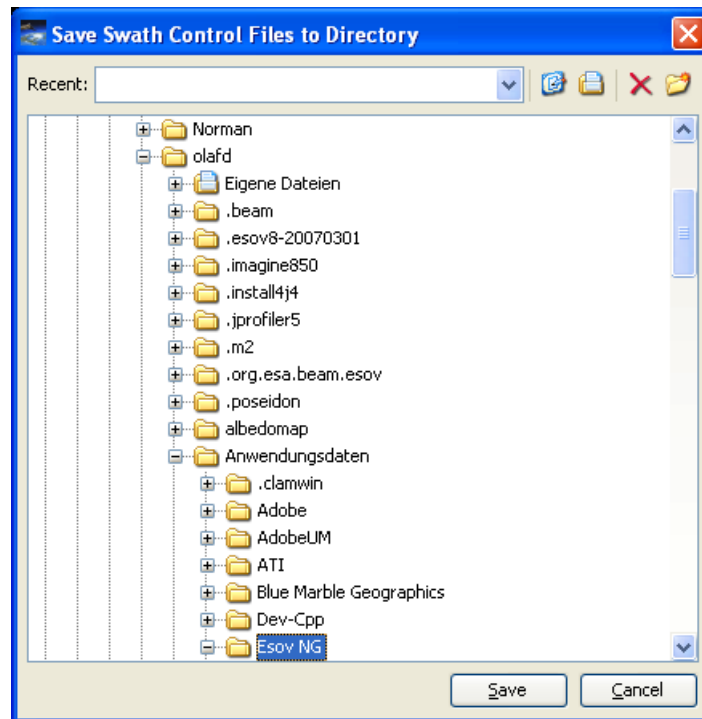 Save Swath Control Files to Directory
Recent:
Norman
olafd
Eigene Dateien
.beam
.esov8-20070301
.imagine850
.install4j4
.jprofiler5
.m2
.org.esa.beam.esov
.poseidon
albedomap
Anwendungsdaten
.clamwin
Adobe
AdobeUM
ATI
Blue Marble Geographics
Dev-Cpp
Esov NG
Save Cancel